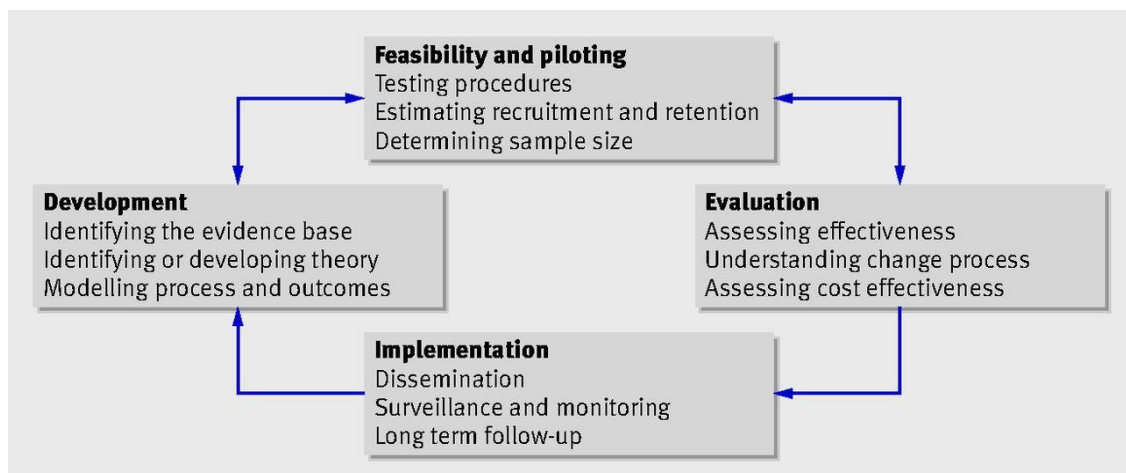 Feasibility and piloting
Testing procedures
Estimating recruitment and retention
Determining sample size
Development
Identifying the evidence base
Identifying or developing theory
Modelling process and outcomes
Evaluation
Assessing effectiveness
Understanding change process
Assessing cost effectiveness
Implementation
Dissemination
Surveillance and monitoring
Long term follow-up